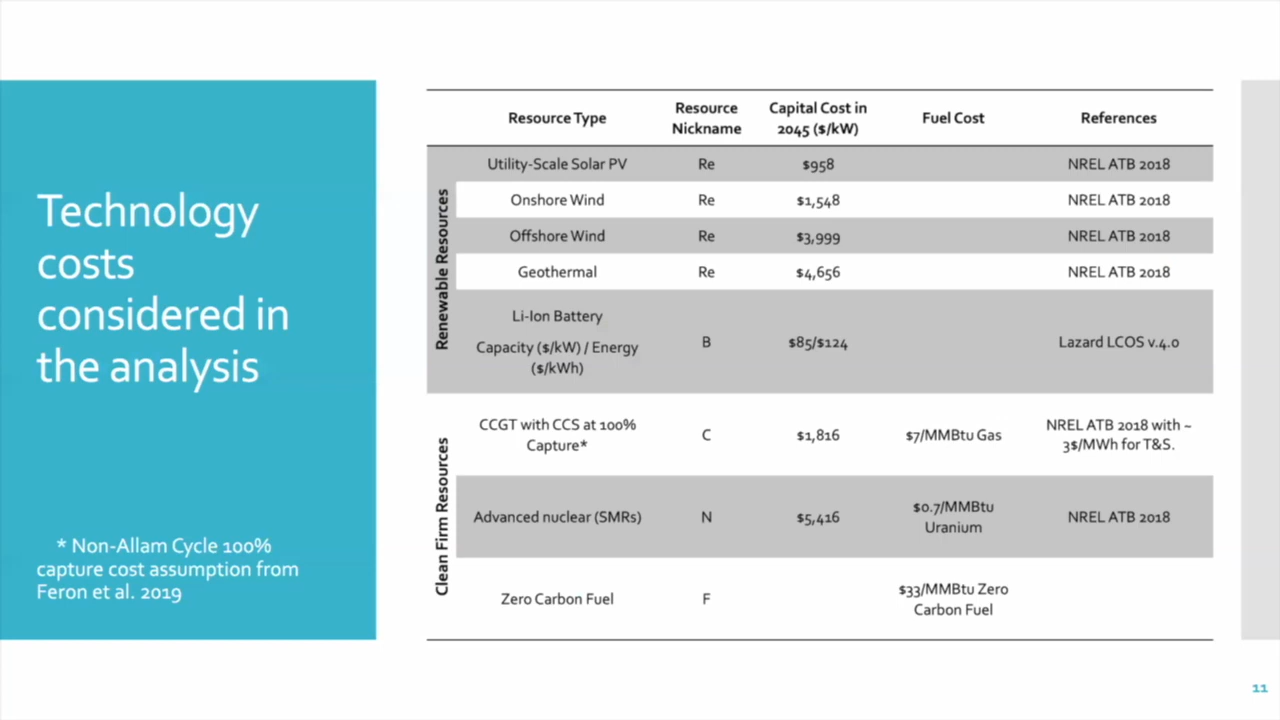 Technology
costs
considered in
the analysis
* Non-Allam Cycle 100%
capture cost assumption from
Feron et al. 2019
Resource Type
Resource
Nickname
Capital Cost in
2045 ($/kW)
Fuel Cost
References
Renewable Resources
Utility-Scale Solar PV
Re
$958
NREL ATB 2018
Onshore Wind
Re
$1,548
NREL ATB 2018
Offshore Wind
Re
$3,999
NREL ATB 2018
Geothermal
Re
$4,656
NREL ATB 2018
Li-Ion Battery
Capacity ($/kW) / Energy
($/kWh)
B
$85/$124
Lazard LCOS v.4.0
Clean Firm Resources
CCGT with CCS at 100%
Capture*
C
$1,816
$7/MMBtu Gas
NREL ATB 2018 with ~
3$/MWh for T&S.
Advanced nuclear (SMRs)
N
$5,416
$0.7/MMBtu
Uranium
NREL ATB 2018
Zero Carbon Fuel
F
$33/MMBtu Zero
Carbon Fuel
11